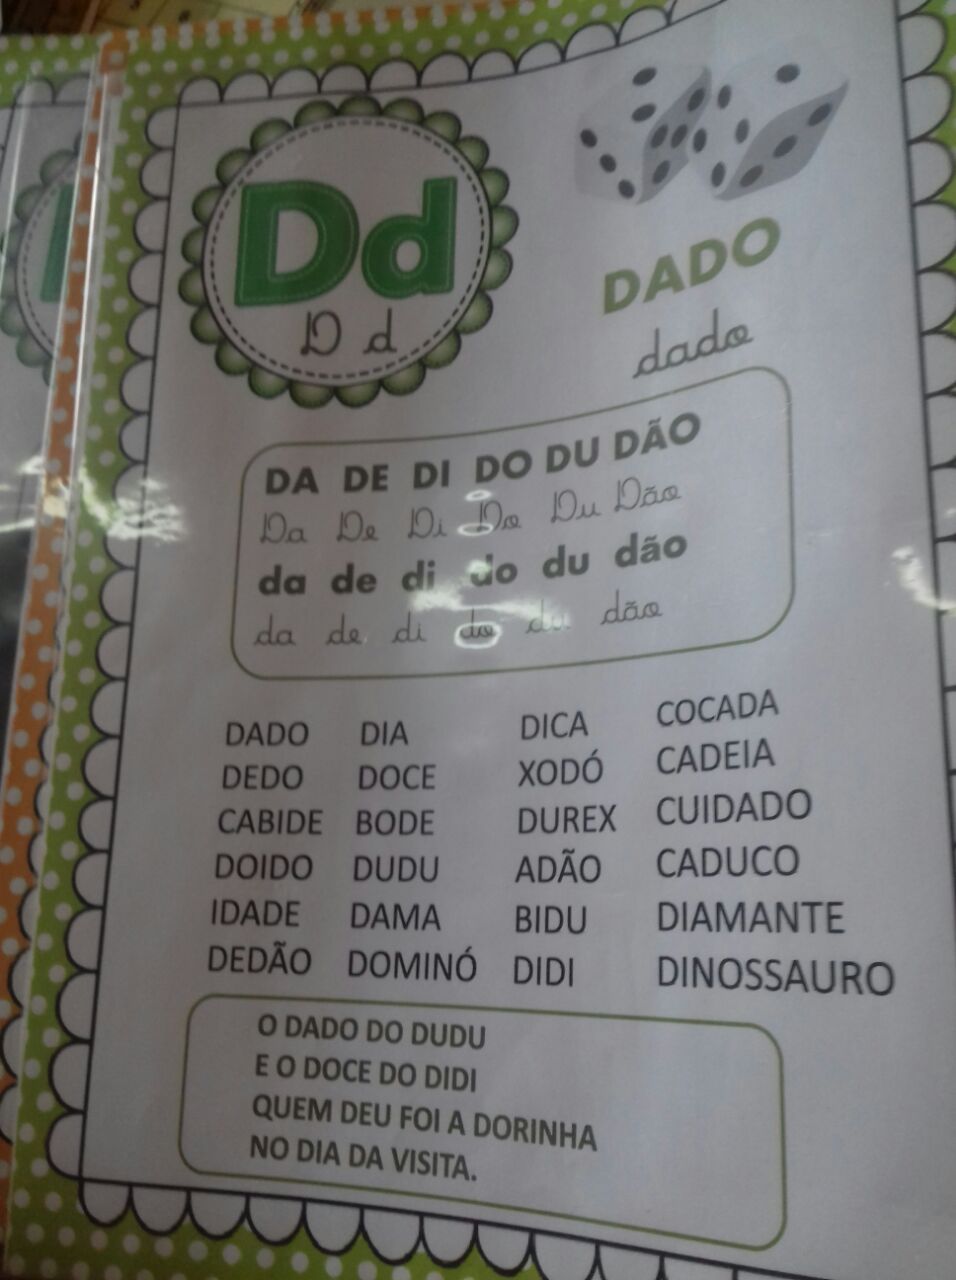 Dd
D d
DADO
dado
DA DE DI DO DU DÃO
Da De Di Do Du Dão
da de di do du dão
da de di do du dão
DADO DIA DICA COCADA
DEDO DOCE XODÓ CADEIA
CABIDE BODE DUREX CUIDADO
DOIDO DUDU ADÃO CADUCO
IDADE DAMA BIDU DIAMANTE
DEDÃO DOMINÓ DIDI DINOSSAURO
O DADO DO DUDU
E O DOCE DO DIDI
QUEM DEU FOI A DORINHA
NO DIA DA VISITA.